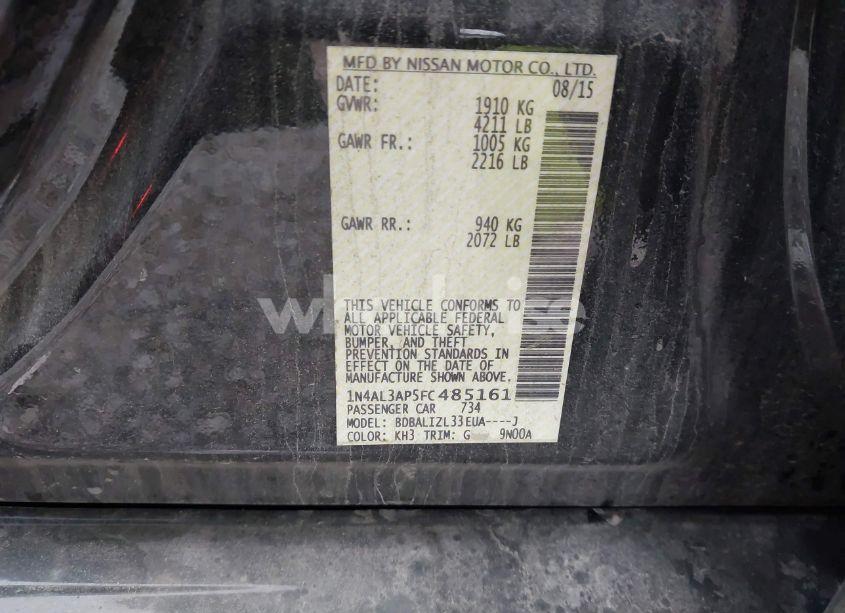 MFD BY NISSAN MOTOR CO., LTD.
DATE: 08/15
GVWR: 1910 KG
4211 LB
GAWR FR.: 1005 KG
2216 LB
GAWR RR.: 940 KG
2072 LB
THIS VEHICLE CONFORMS TO
ALL APPLICABLE FEDERAL
MOTOR VEHICLE SAFETY,
BUMPER, AND THEFT
PREVENTION STANDARDS IN
EFFECT ON THE DATE OF
MANUFACTURE SHOWN ABOVE.
1N4AL3AP5FC485161
PASSENGER CAR 734
MODEL: BDBALIZL33EUA----J
COLOR: KH3 TRIM: G 9N00A